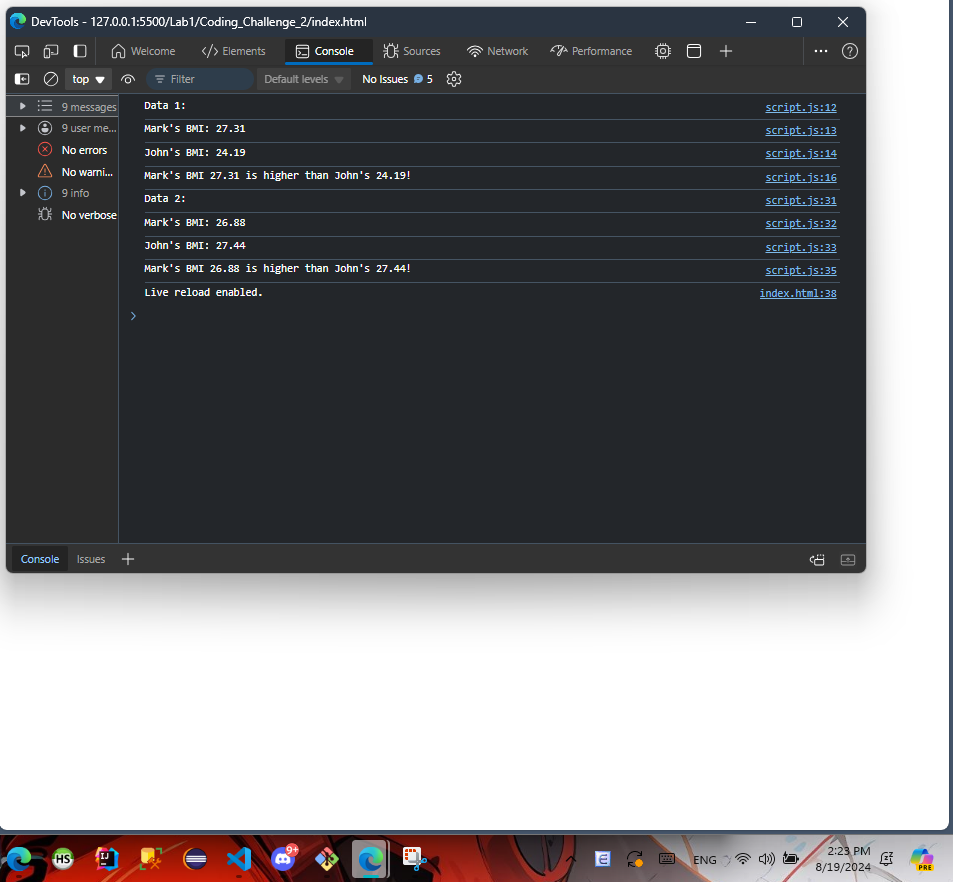 DevTools - 127.0.0.1:5500/Lab1/Coding_Challenge_2/index.html
Welcome Elements Console Sources Network Performance
top Filter Default levels No Issues 5
9 messages
9 user me...
No errors
No warni...
9 info
No verbose
Data 1: script.js:12
Mark's BMI: 27.31 script.js:13
John's BMI: 24.19 script.js:14
Mark's BMI 27.31 is higher than John's 24.19! script.js:16
Data 2: script.js:31
Mark's BMI: 26.88 script.js:32
John's BMI: 27.44 script.js:33
Mark's BMI 26.88 is higher than John's 27.44! script.js:35
Live reload enabled. index.html:38
Console Issues
HS IJ 9+ E ENG 2:23 PM PRE
8/19/2024